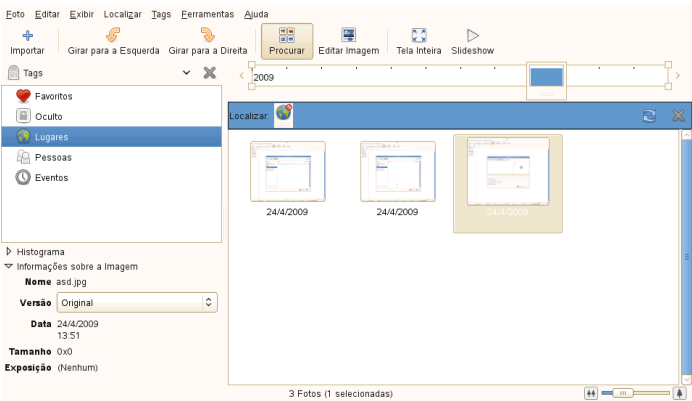 Foto Editar Exibir Localizar Tags Ferramentas Ajuda
Importar Girar para a Esquerda Girar para a Direita Procurar Editar Imagem Tela Inteira Slideshow
Tags
2009
Favoritos
Oculto
Lugares
Pessoas
Eventos
Localizar:
24/4/2009 24/4/2009 24/4/2009
Histograma
Informações sobre a Imagem
Nome asd.jpg
Versão Original
Data 24/4/2009
13:51
Tamanho 0x0
Exposição (Nenhum)
3 Fotos (1 selecionadas)